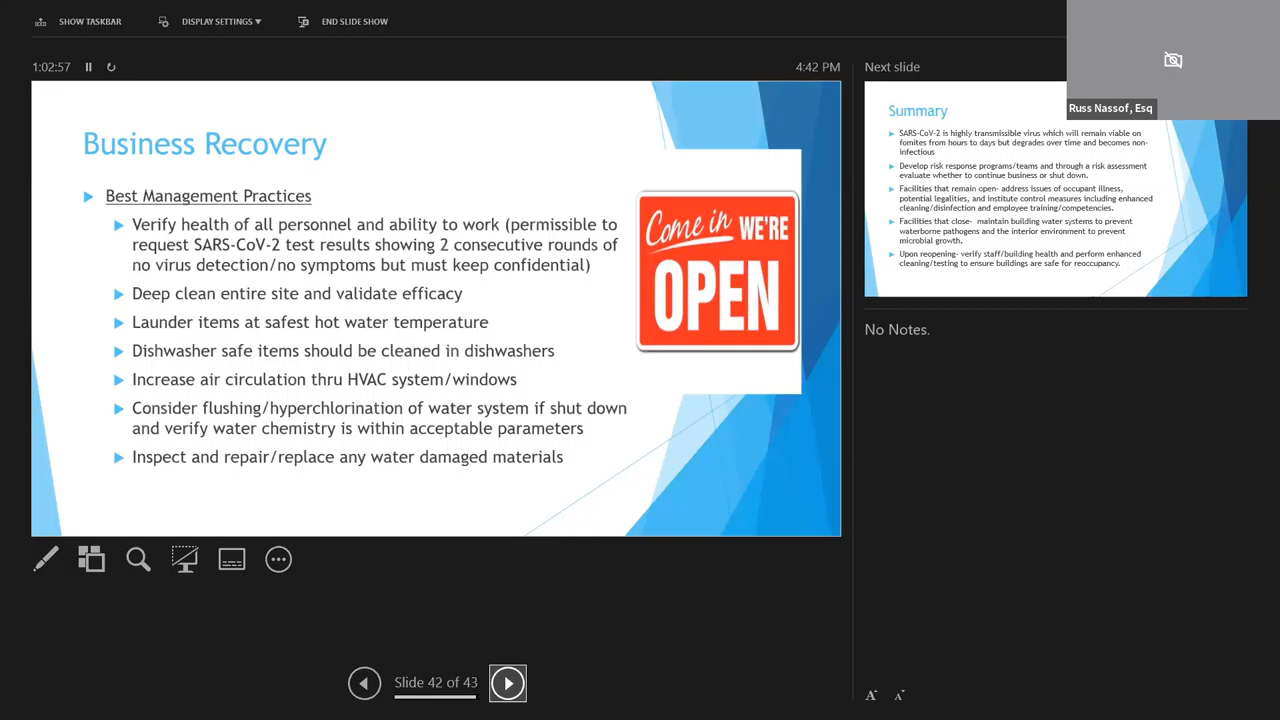 SHOW TASKBAR
DISPLAY SETTINGS ▼
END SLIDE SHOW
1:02:57
4:42 PM
Business Recovery
Best Management Practices
Verify health of all personnel and ability to work (permissible to
request SARS-CoV-2 test results showing 2 consecutive rounds of
no virus detection/no symptoms but must keep confidential)
Deep clean entire site and validate efficacy
Launder items at safest hot water temperature
Dishwasher safe items should be cleaned in dishwashers
Increase air circulation thru HVAC system/windows
Consider flushing/hyperchlorination of water system if shut down
and verify water chemistry is within acceptable parameters
Inspect and repair/replace any water damaged materials
Come in WE'RE
OPEN
Slide 42 of 43
Next slide
Russ Nassof, Esq
Summary
SARS-CoV-2 is highly transmissible virus which will remain viable on
fomites from hours to days but degrades over time and becomes non-
infectious
Develop risk response programs/teams and through a risk assessment
evaluate whether to continue business or shut down.
Facilities that remain open- address issues of occupant illness,
potential legalities, and institute control measures including enhanced
cleaning/disinfection and employee training/competencies.
Facilities that close- maintain building water systems to prevent
waterborne pathogens and the interior environment to prevent
microbial growth.
Upon reopening- verify staff/building health and perform enhanced
cleaning/testing to ensure buildings are safe for reoccupancy.
No Notes.
A A